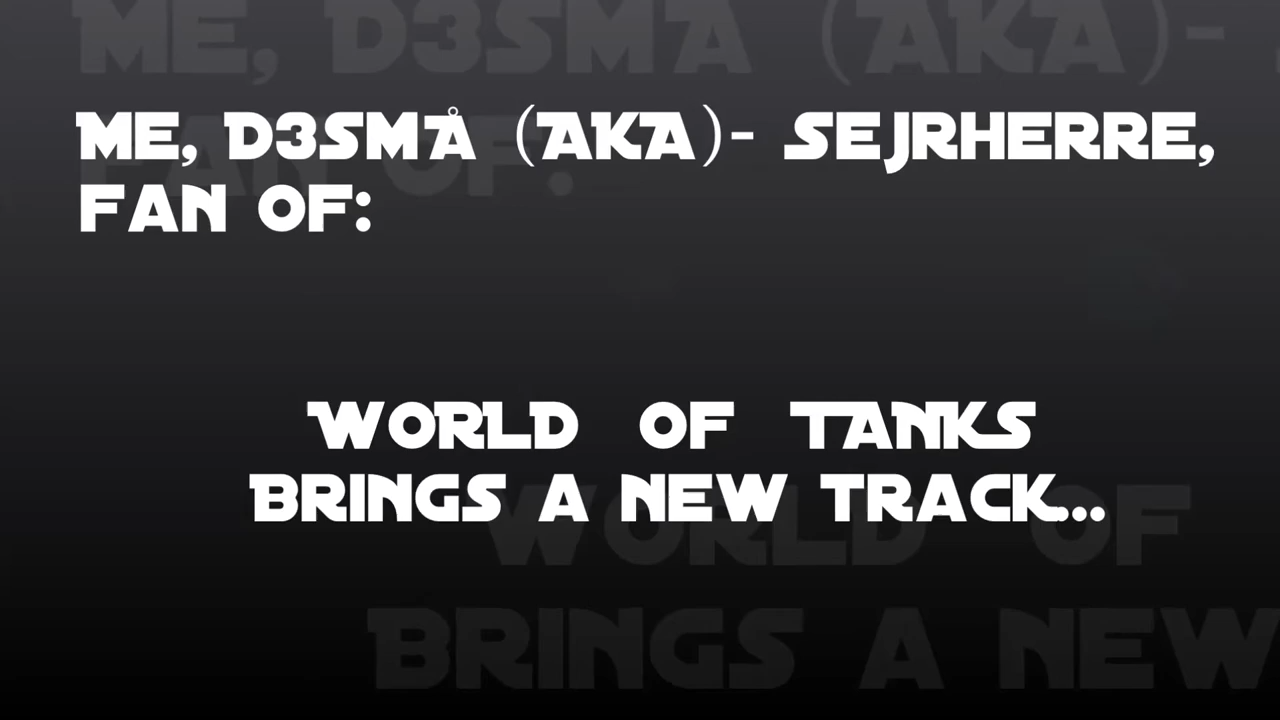 ME, D3SMÅ (AKA)- SEJRHERRE,
FAN OF:
WORLD OF TANKS
BRINGS A NEW TRACK...